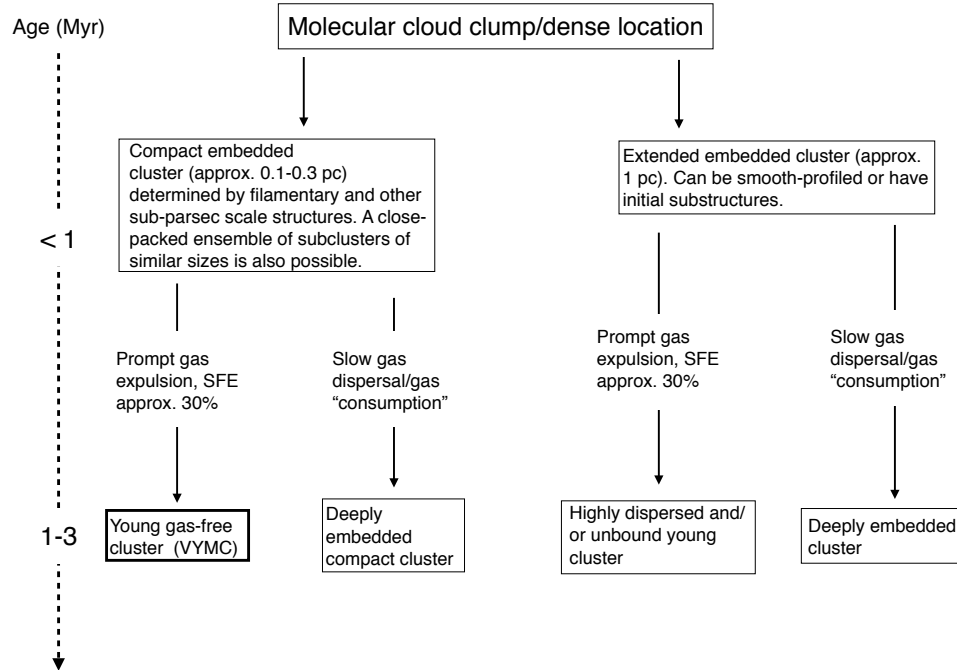 Age (Myr)
Molecular cloud clump/dense location
Compact embedded
cluster (approx. 0.1-0.3 pc)
determined by filamentary and other
sub-parsec scale structures. A close-
packed ensemble of subclusters of
similar sizes is also possible.
Extended embedded cluster (approx.
1 pc). Can be smooth-profiled or have
initial substructures.
< 1
Prompt gas
expulsion, SFE
approx. 30%
Slow gas
dispersal/gas
“consumption”
Prompt gas
expulsion, SFE
approx. 30%
Slow gas
dispersal/gas
“consumption”
1-3
Young gas-free
cluster (VYMC)
Deeply
embedded
compact cluster
Highly dispersed and/
or unbound young
cluster
Deeply embedded
cluster